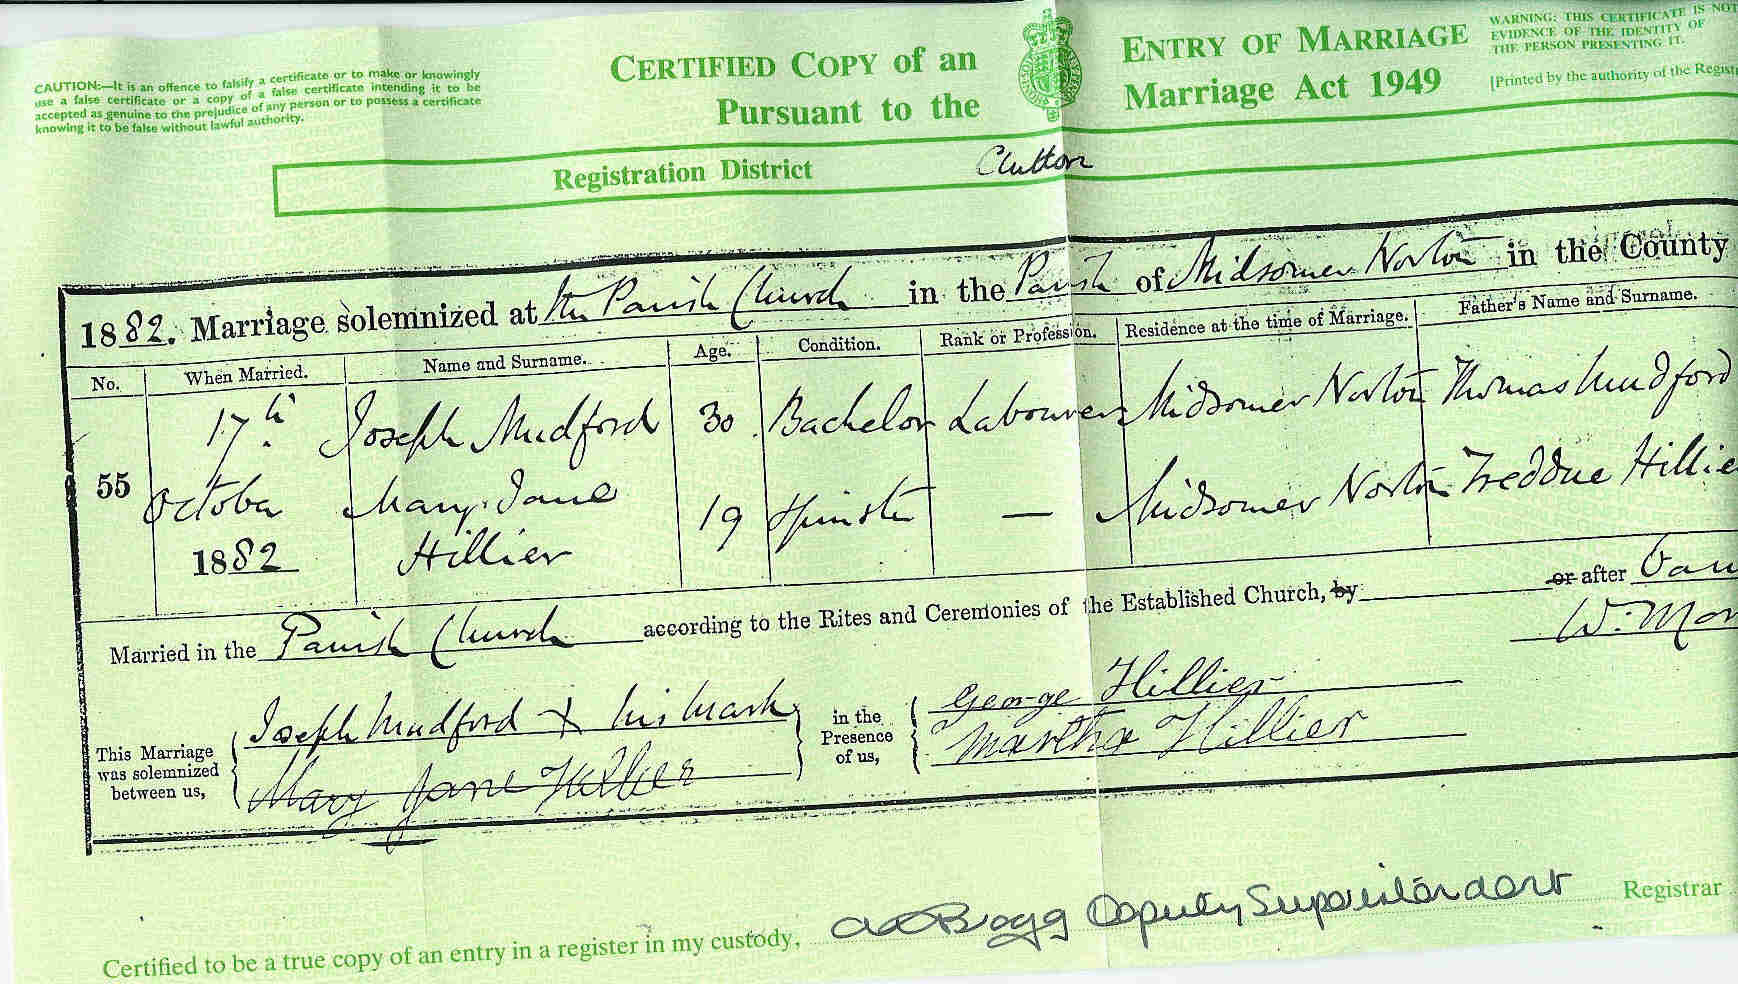 CAUTION:—It is an offence to falsify a certificate or to make or knowingly
use a false certificate or a copy of a false certificate intending it to be
accepted as genuine to the prejudice of any person or to possess a certificate
knowing it to be false without lawful authority.
CERTIFIED COPY of an ENTRY OF MARRIAGE
Pursuant to the Marriage Act 1949
WARNING: THIS CERTIFICATE IS NOT
EVIDENCE OF THE IDENTITY OF
THE PERSON PRESENTING IT.
[Printed by the authority of the Regist
Registration District Clutton
1882. Marriage solemnized at the Parish Church in the Parish of Midsomer Norton in the County
No. When Married. Name and Surname. Age. Condition. Rank or Profession. Residence at the time of Marriage. Father's Name and Surname.
17th Joseph Mudford 30 Bachelor Labourer Midsomer Norton Thomas Mudford
55 October Mary Jane 19 Spinster — Midsomer Norton Hillie
1882 Hillier
Married in the Parish Church according to the Rites and Ceremonies of the Established Church, by or after Ban
W. Mor
This Marriage
was solemnized
between us,
Joseph Mudford X his Mark
Mary Jane Hillier
in the
Presence
of us,
George Hillier
Martha Hillier
Certified to be a true copy of an entry in a register in my custody, Bragg Deputy Superintendent Registrar